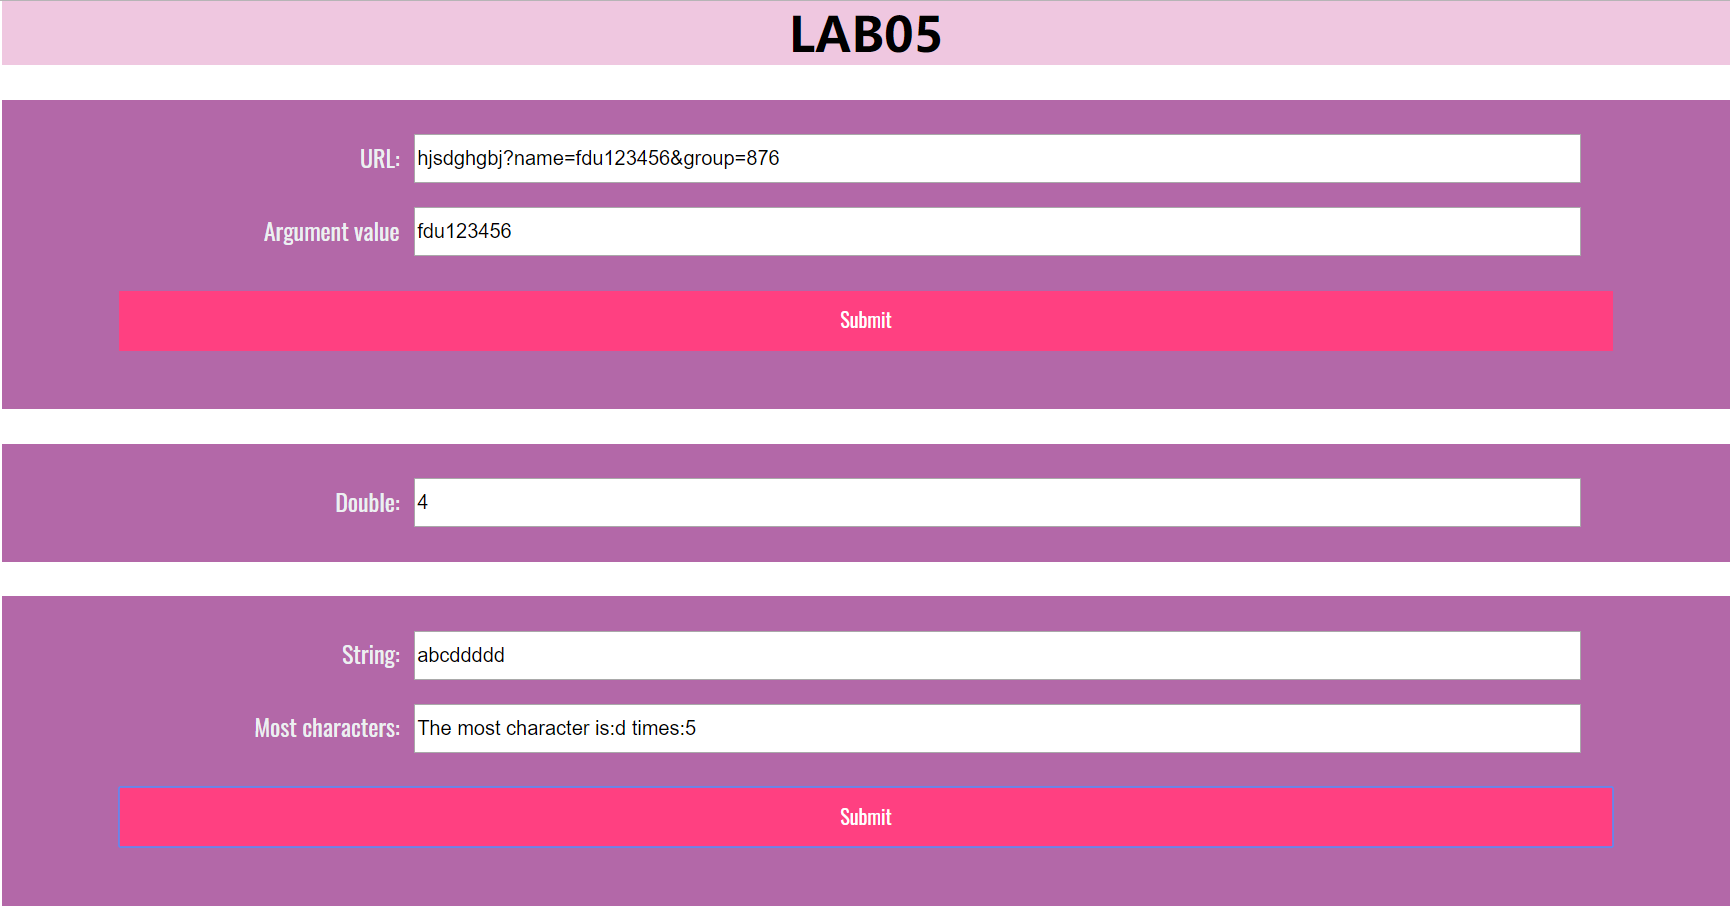 LAB05
URL: hjsdghgbj?name=fdu123456&group=876
Argument value fdu123456
Submit
Double: 4
String: abcddddd
Most characters: The most character is:d times:5
Submit